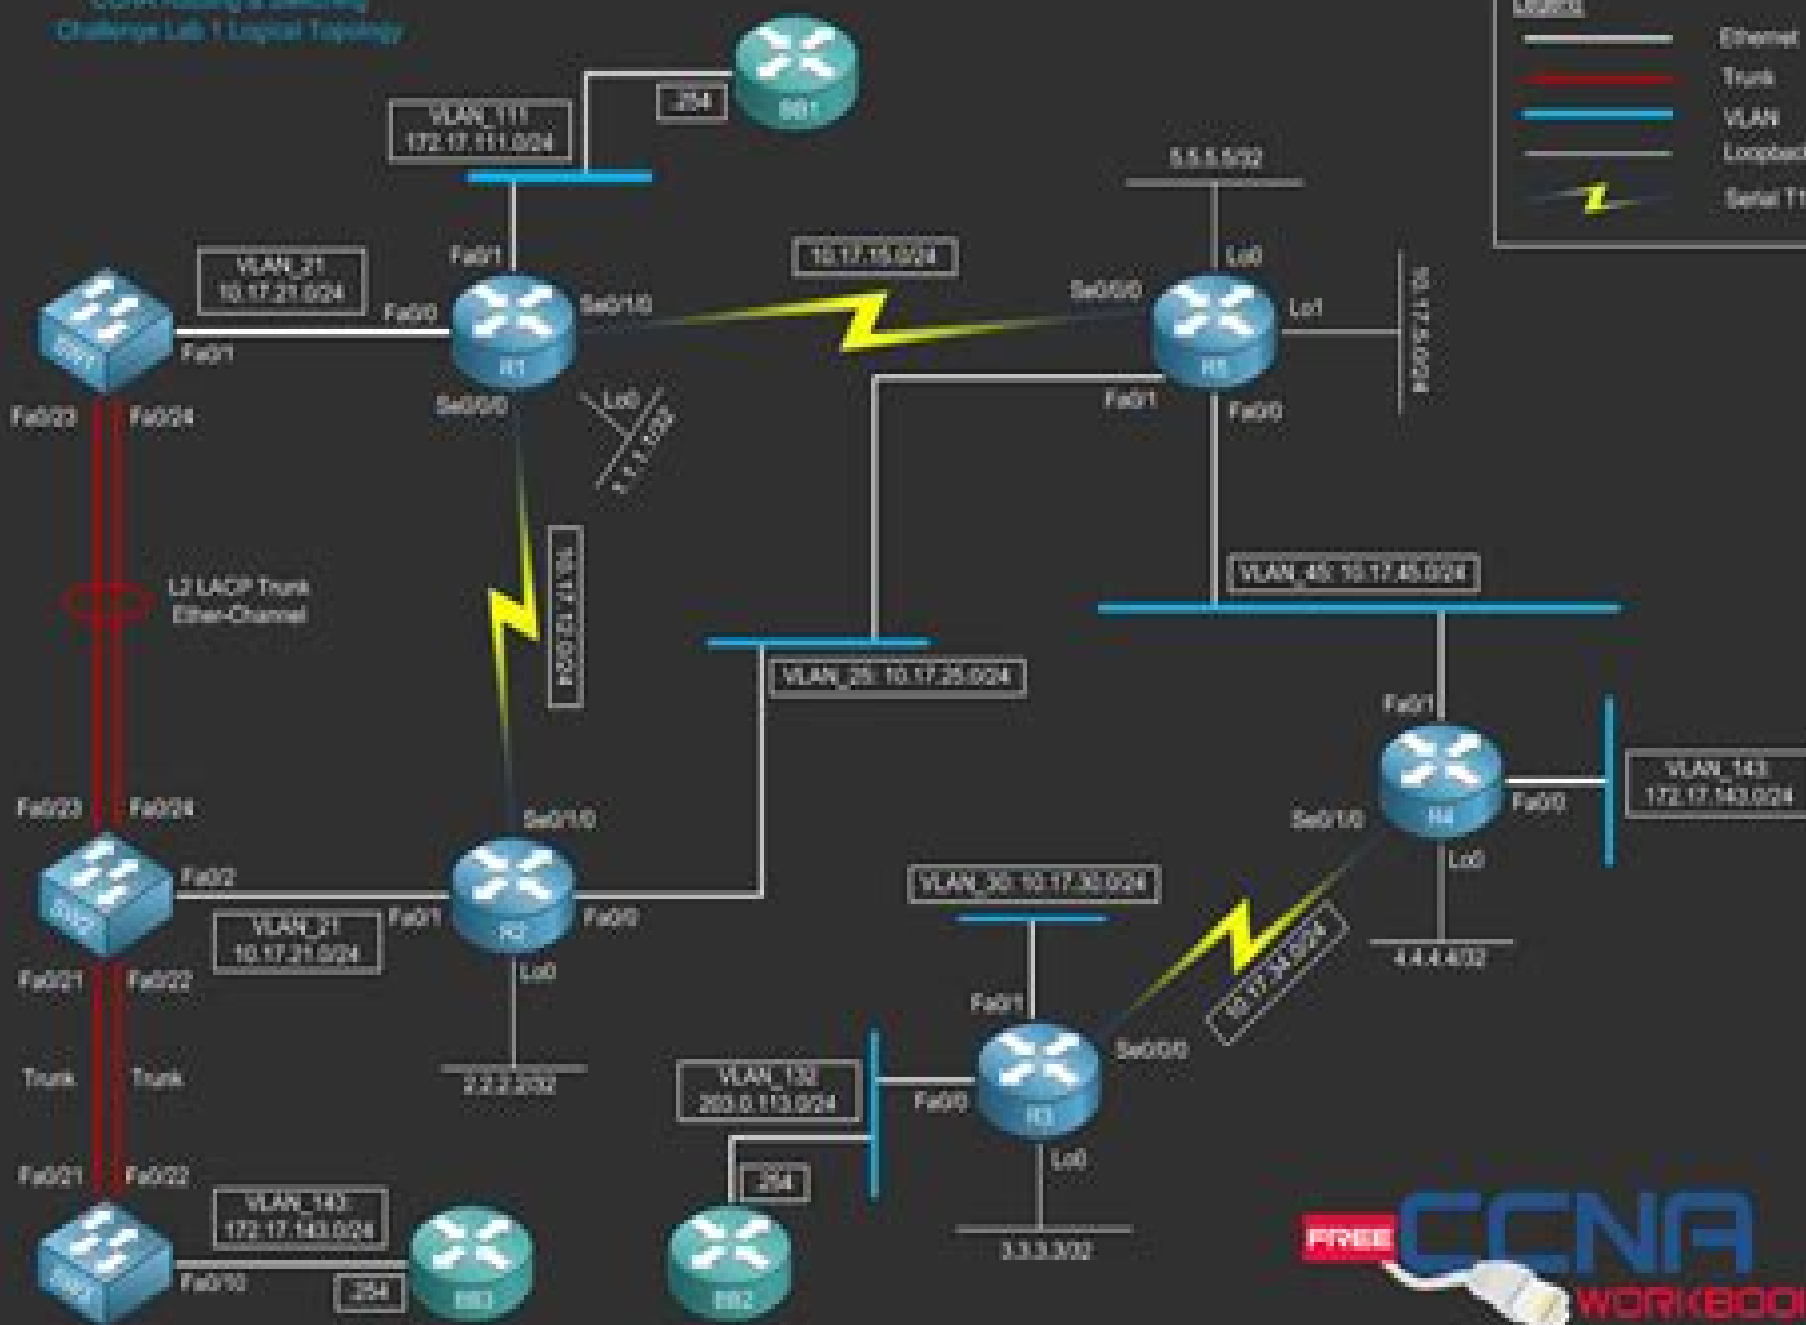 CCNA Routing & Switching
Challenge Lab 1 Logical Topology
Legend
Ethernet
Trunk
VLAN
Loopback
Serial T1
BB1
.254
VLAN_111
172.17.111.0/24
5.5.5.5/32
Fa0/1
10.17.15.0/24
Lo0
VLAN_21
10.17.21.0/24
Fa0/0
Se0/1/0
Se0/0/0
Lo1
10.17.5.0/24
SW1
Fa0/1
R1
R5
Se0/0/0
Lo0
1.1.1.1/32
Fa0/1
Fa0/0
Fa0/23
Fa0/24
L2 LACP Trunk
Ether-Channel
10.17.12.0/24
VLAN_45: 10.17.45.0/24
VLAN_25: 10.17.25.0/24
Fa0/1
VLAN_143
172.17.143.0/24
Fa0/0
R4
Se0/1/0
Lo0
4.4.4.4/32
Fa0/23
Fa0/24
Se0/1/0
SW2
Fa0/2
Fa0/1
R2
Fa0/0
VLAN_21
10.17.21.0/24
Lo0
2.2.2.2/32
VLAN_30: 10.17.30.0/24
10.17.34.0/24
Fa0/21
Fa0/22
Trunk
Trunk
Fa0/1
Se0/0/0
VLAN_132
203.0.113.0/24
Fa0/0
R3
Lo0
3.3.3.3/32
.254
BB2
Fa0/21
Fa0/22
VLAN_143
172.17.143.0/24
SW3
Fa0/10
.254
BB3
FREE
CCNA
WORKBOOK